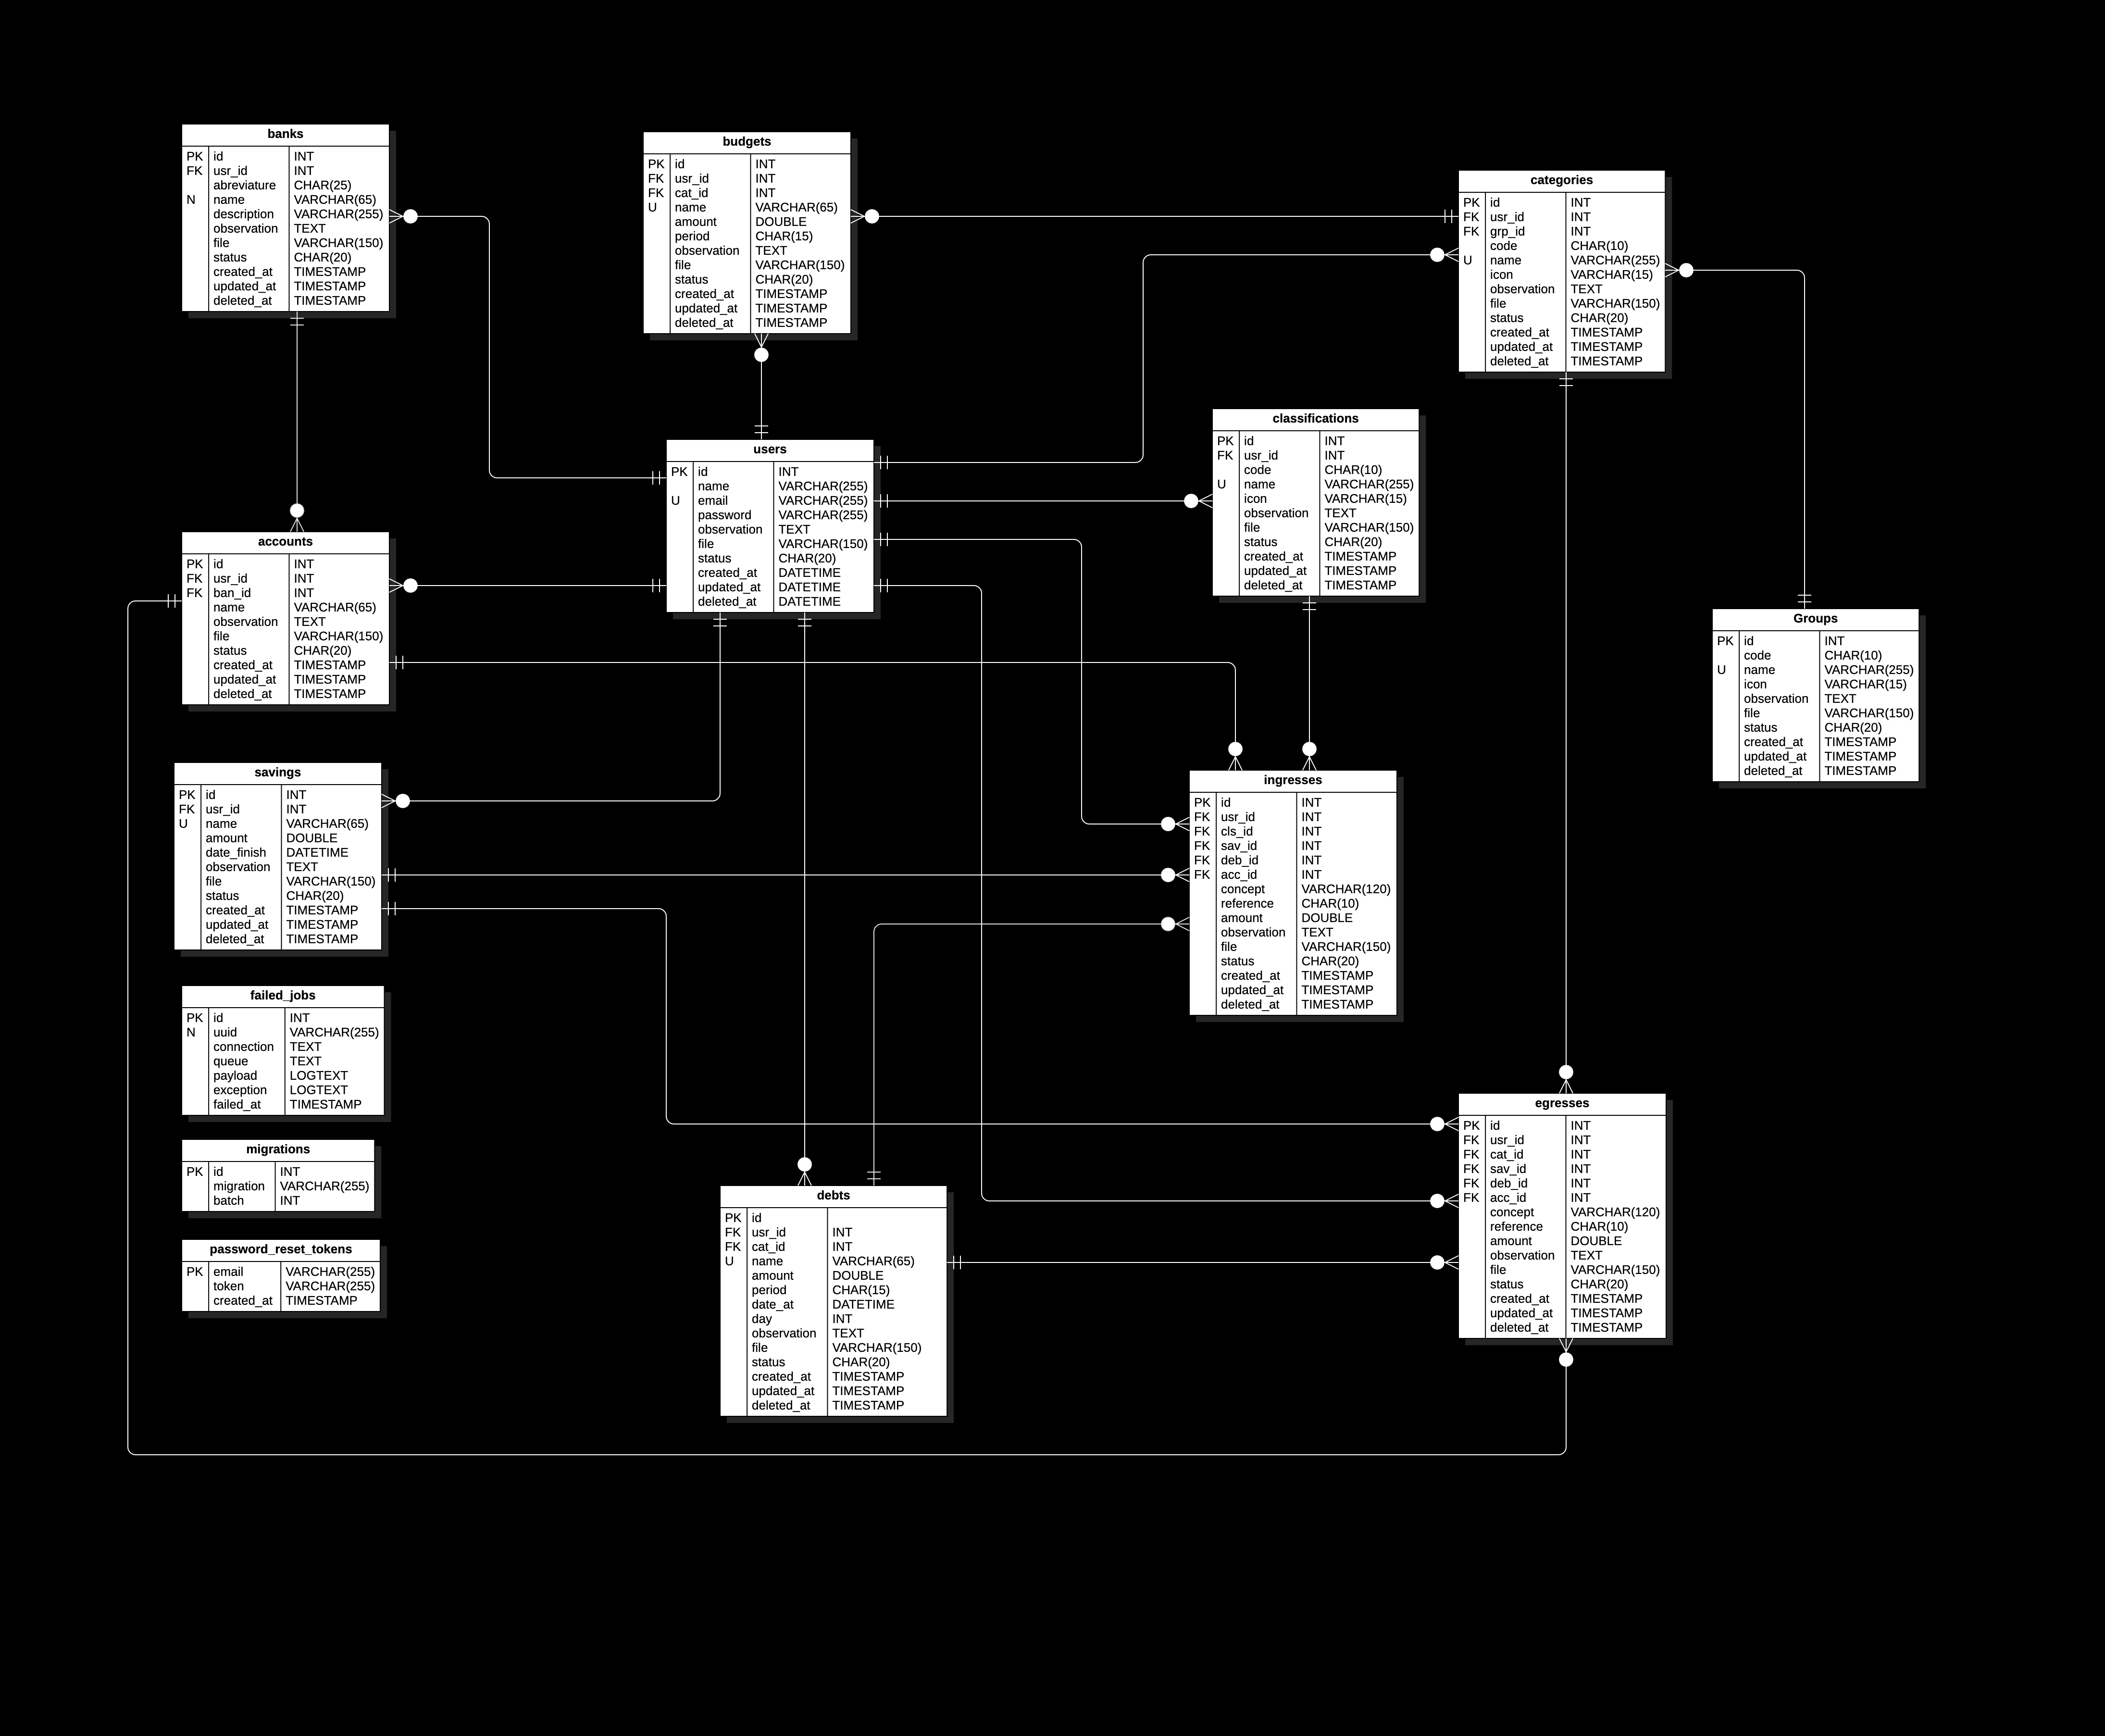 banks
PK id INT
FK usr_id INT
abreviature CHAR(25)
N name VARCHAR(65)
description VARCHAR(255)
observation TEXT
file VARCHAR(150)
status CHAR(20)
created_at TIMESTAMP
updated_at TIMESTAMP
deleted_at TIMESTAMP
budgets
PK id INT
FK usr_id INT
FK cat_id INT
U name VARCHAR(65)
amount DOUBLE
period CHAR(15)
observation TEXT
file VARCHAR(150)
status CHAR(20)
created_at TIMESTAMP
updated_at TIMESTAMP
deleted_at TIMESTAMP
categories
PK id INT
FK usr_id INT
FK grp_id INT
code CHAR(10)
U name VARCHAR(255)
icon VARCHAR(15)
observation TEXT
file VARCHAR(150)
status CHAR(20)
created_at TIMESTAMP
updated_at TIMESTAMP
deleted_at TIMESTAMP
classifications
PK id INT
FK usr_id INT
code CHAR(10)
U name VARCHAR(255)
icon VARCHAR(15)
observation TEXT
file VARCHAR(150)
status CHAR(20)
created_at TIMESTAMP
updated_at TIMESTAMP
deleted_at TIMESTAMP
users
PK id INT
name VARCHAR(255)
U email VARCHAR(255)
password VARCHAR(255)
observation TEXT
file VARCHAR(150)
status CHAR(20)
created_at DATETIME
updated_at DATETIME
deleted_at DATETIME
accounts
PK id INT
FK usr_id INT
FK ban_id INT
name VARCHAR(65)
observation TEXT
file VARCHAR(150)
status CHAR(20)
created_at TIMESTAMP
updated_at TIMESTAMP
deleted_at TIMESTAMP
Groups
PK id INT
code CHAR(10)
U name VARCHAR(255)
icon VARCHAR(15)
observation TEXT
file VARCHAR(150)
status CHAR(20)
created_at TIMESTAMP
updated_at TIMESTAMP
deleted_at TIMESTAMP
savings
PK id INT
FK usr_id INT
U name VARCHAR(65)
amount DOUBLE
date_finish DATETIME
observation TEXT
file VARCHAR(150)
status CHAR(20)
created_at TIMESTAMP
updated_at TIMESTAMP
deleted_at TIMESTAMP
ingresses
PK id INT
FK usr_id INT
FK cls_id INT
FK sav_id INT
FK deb_id INT
FK acc_id INT
concept VARCHAR(120)
reference CHAR(10)
amount DOUBLE
observation TEXT
file VARCHAR(150)
status CHAR(20)
created_at TIMESTAMP
updated_at TIMESTAMP
deleted_at TIMESTAMP
failed_jobs
PK id INT
N uuid VARCHAR(255)
connection TEXT
queue TEXT
payload LOGTEXT
exception LOGTEXT
failed_at TIMESTAMP
egresses
PK id INT
FK usr_id INT
FK cat_id INT
FK sav_id INT
FK deb_id INT
FK acc_id INT
concept VARCHAR(120)
reference CHAR(10)
amount DOUBLE
observation TEXT
file VARCHAR(150)
status CHAR(20)
created_at TIMESTAMP
updated_at TIMESTAMP
deleted_at TIMESTAMP
migrations
PK id INT
migration VARCHAR(255)
batch INT
debts
PK id
FK usr_id INT
FK cat_id INT
U name VARCHAR(65)
amount DOUBLE
period CHAR(15)
date_at DATETIME
day INT
observation TEXT
file VARCHAR(150)
status CHAR(20)
created_at TIMESTAMP
updated_at TIMESTAMP
deleted_at TIMESTAMP
password_reset_tokens
PK email VARCHAR(255)
token VARCHAR(255)
created_at TIMESTAMP